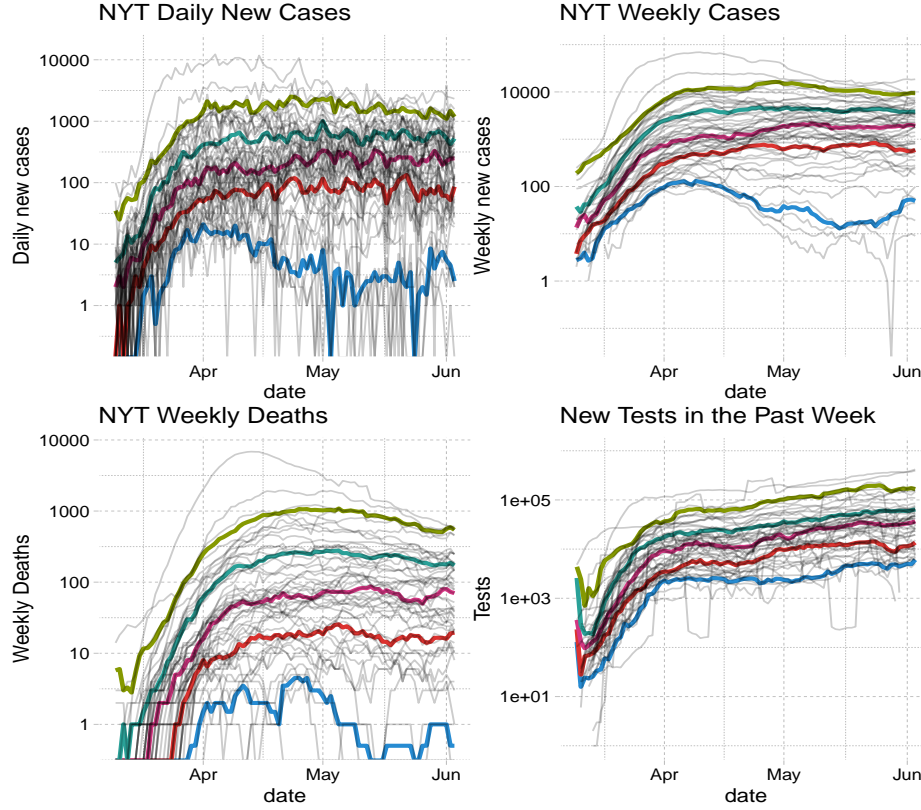 NYT Daily New Cases
10000
1000
100
10
1
Daily new cases
Apr
May
Jun
date
NYT Weekly Cases
10000
100
1
Weekly new cases
Apr
May
Jun
date
NYT Weekly Deaths
10000
1000
100
10
1
Weekly Deaths
Apr
May
Jun
date
New Tests in the Past Week
1e+05
1e+03
1e+01
Tests
Apr
May
Jun
date